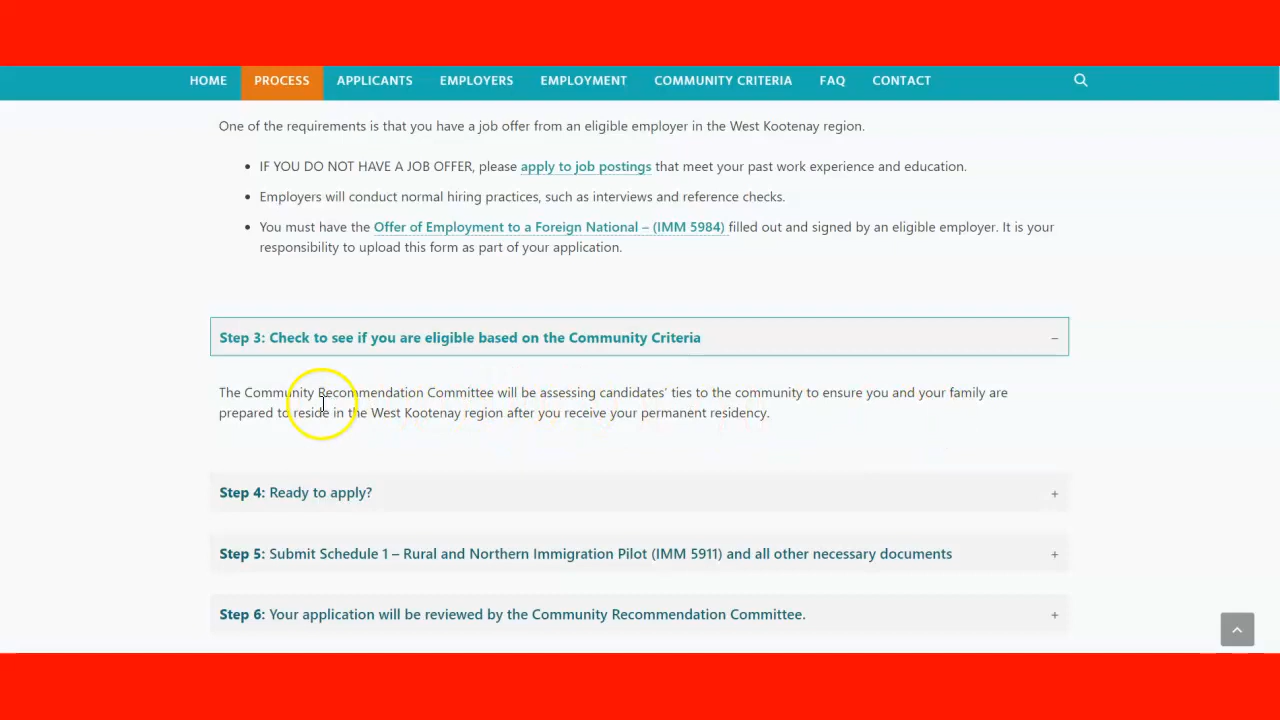 HOME PROCESS APPLICANTS EMPLOYERS EMPLOYMENT COMMUNITY CRITERIA FAQ CONTACT
One of the requirements is that you have a job offer from an eligible employer in the West Kootenay region.
• IF YOU DO NOT HAVE A JOB OFFER, please apply to job postings that meet your past work experience and education.
• Employers will conduct normal hiring practices, such as interviews and reference checks.
• You must have the Offer of Employment to a Foreign National – (IMM 5984) filled out and signed by an eligible employer. It is your
responsibility to upload this form as part of your application.
Step 3: Check to see if you are eligible based on the Community Criteria –
The Community Recommendation Committee will be assessing candidates' ties to the community to ensure you and your family are
prepared to reside in the West Kootenay region after you receive your permanent residency.
Step 4: Ready to apply? +
Step 5: Submit Schedule 1 – Rural and Northern Immigration Pilot (IMM 5911) and all other necessary documents +
Step 6: Your application will be reviewed by the Community Recommendation Committee. +